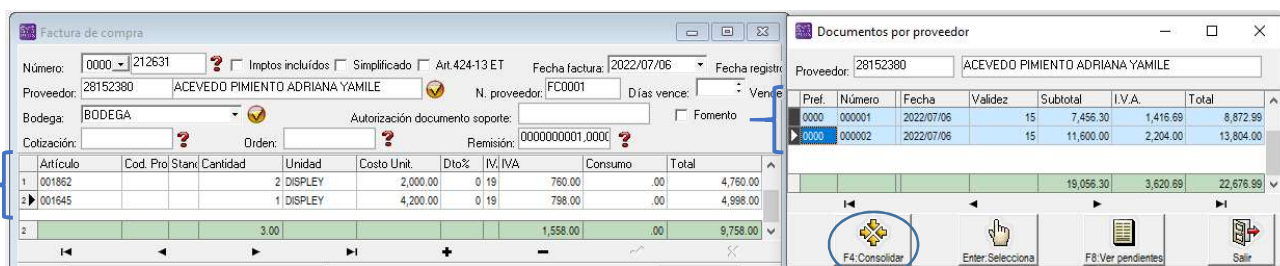 Factura de compra
Número: 0000 212631 ? Imptos incluídos Simplificado Art.424-13 ET Fecha factura: 2022/07/06 Fecha registro
Proveedor: 28152380 ACEVEDO PIMIENTO ADRIANA YAMILE N. proveedor: FC0001 Días vence: Vence
Bodega: BODEGA Autorización documento soporte: Fomento
Cotización: ? Orden: ? Remisión: 0000000001,0000 ?
Artículo Cod. Pro Stand Cantidad Unidad Costo Unit. Dto% IV. IVA Consumo Total
1 001862 2 DISPLEY 2,000.00 0 19 760.00 .00 4,760.00
2 001645 1 DISPLEY 4,200.00 0 19 798.00 .00 4,998.00
2 3.00 1,558.00 .00 9,758.00
Documentos por proveedor
Proveedor: 28152380 ACEVEDO PIMIENTO ADRIANA YAMILE
Pref. Número Fecha Validez Subtotal I.V.A. Total
0000 000001 2022/07/06 15 7,456.30 1,416.69 8,872.99
0000 000002 2022/07/06 15 11,600.00 2,204.00 13,804.00
19,056.30 3,620.69 22,676.99
F4:Consolidar Enter:Selecciona F8:Ver pendientes Salir